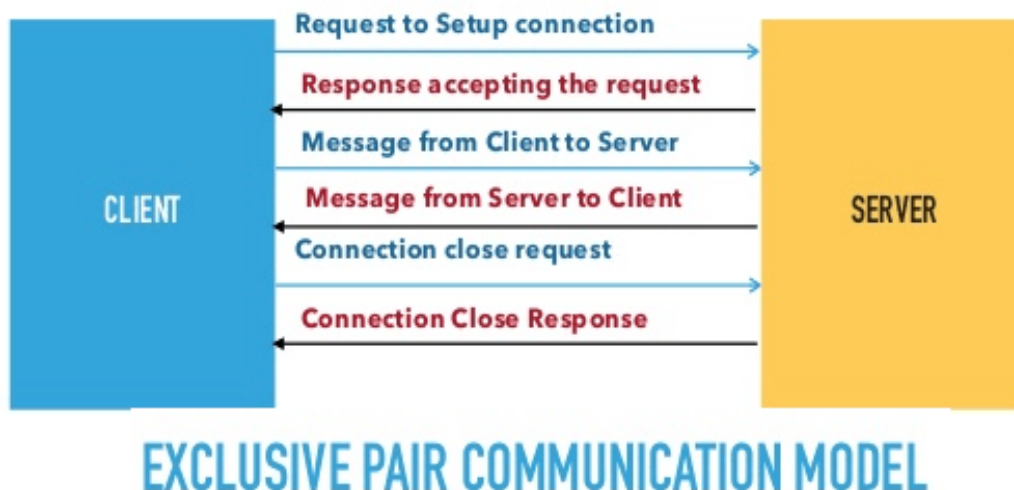 Request to Setup connection
Response accepting the request
Message from Client to Server
CLIENT
Message from Server to Client
SERVER
Connection close request
Connection Close Response
EXCLUSIVE PAIR COMMUNICATION MODEL